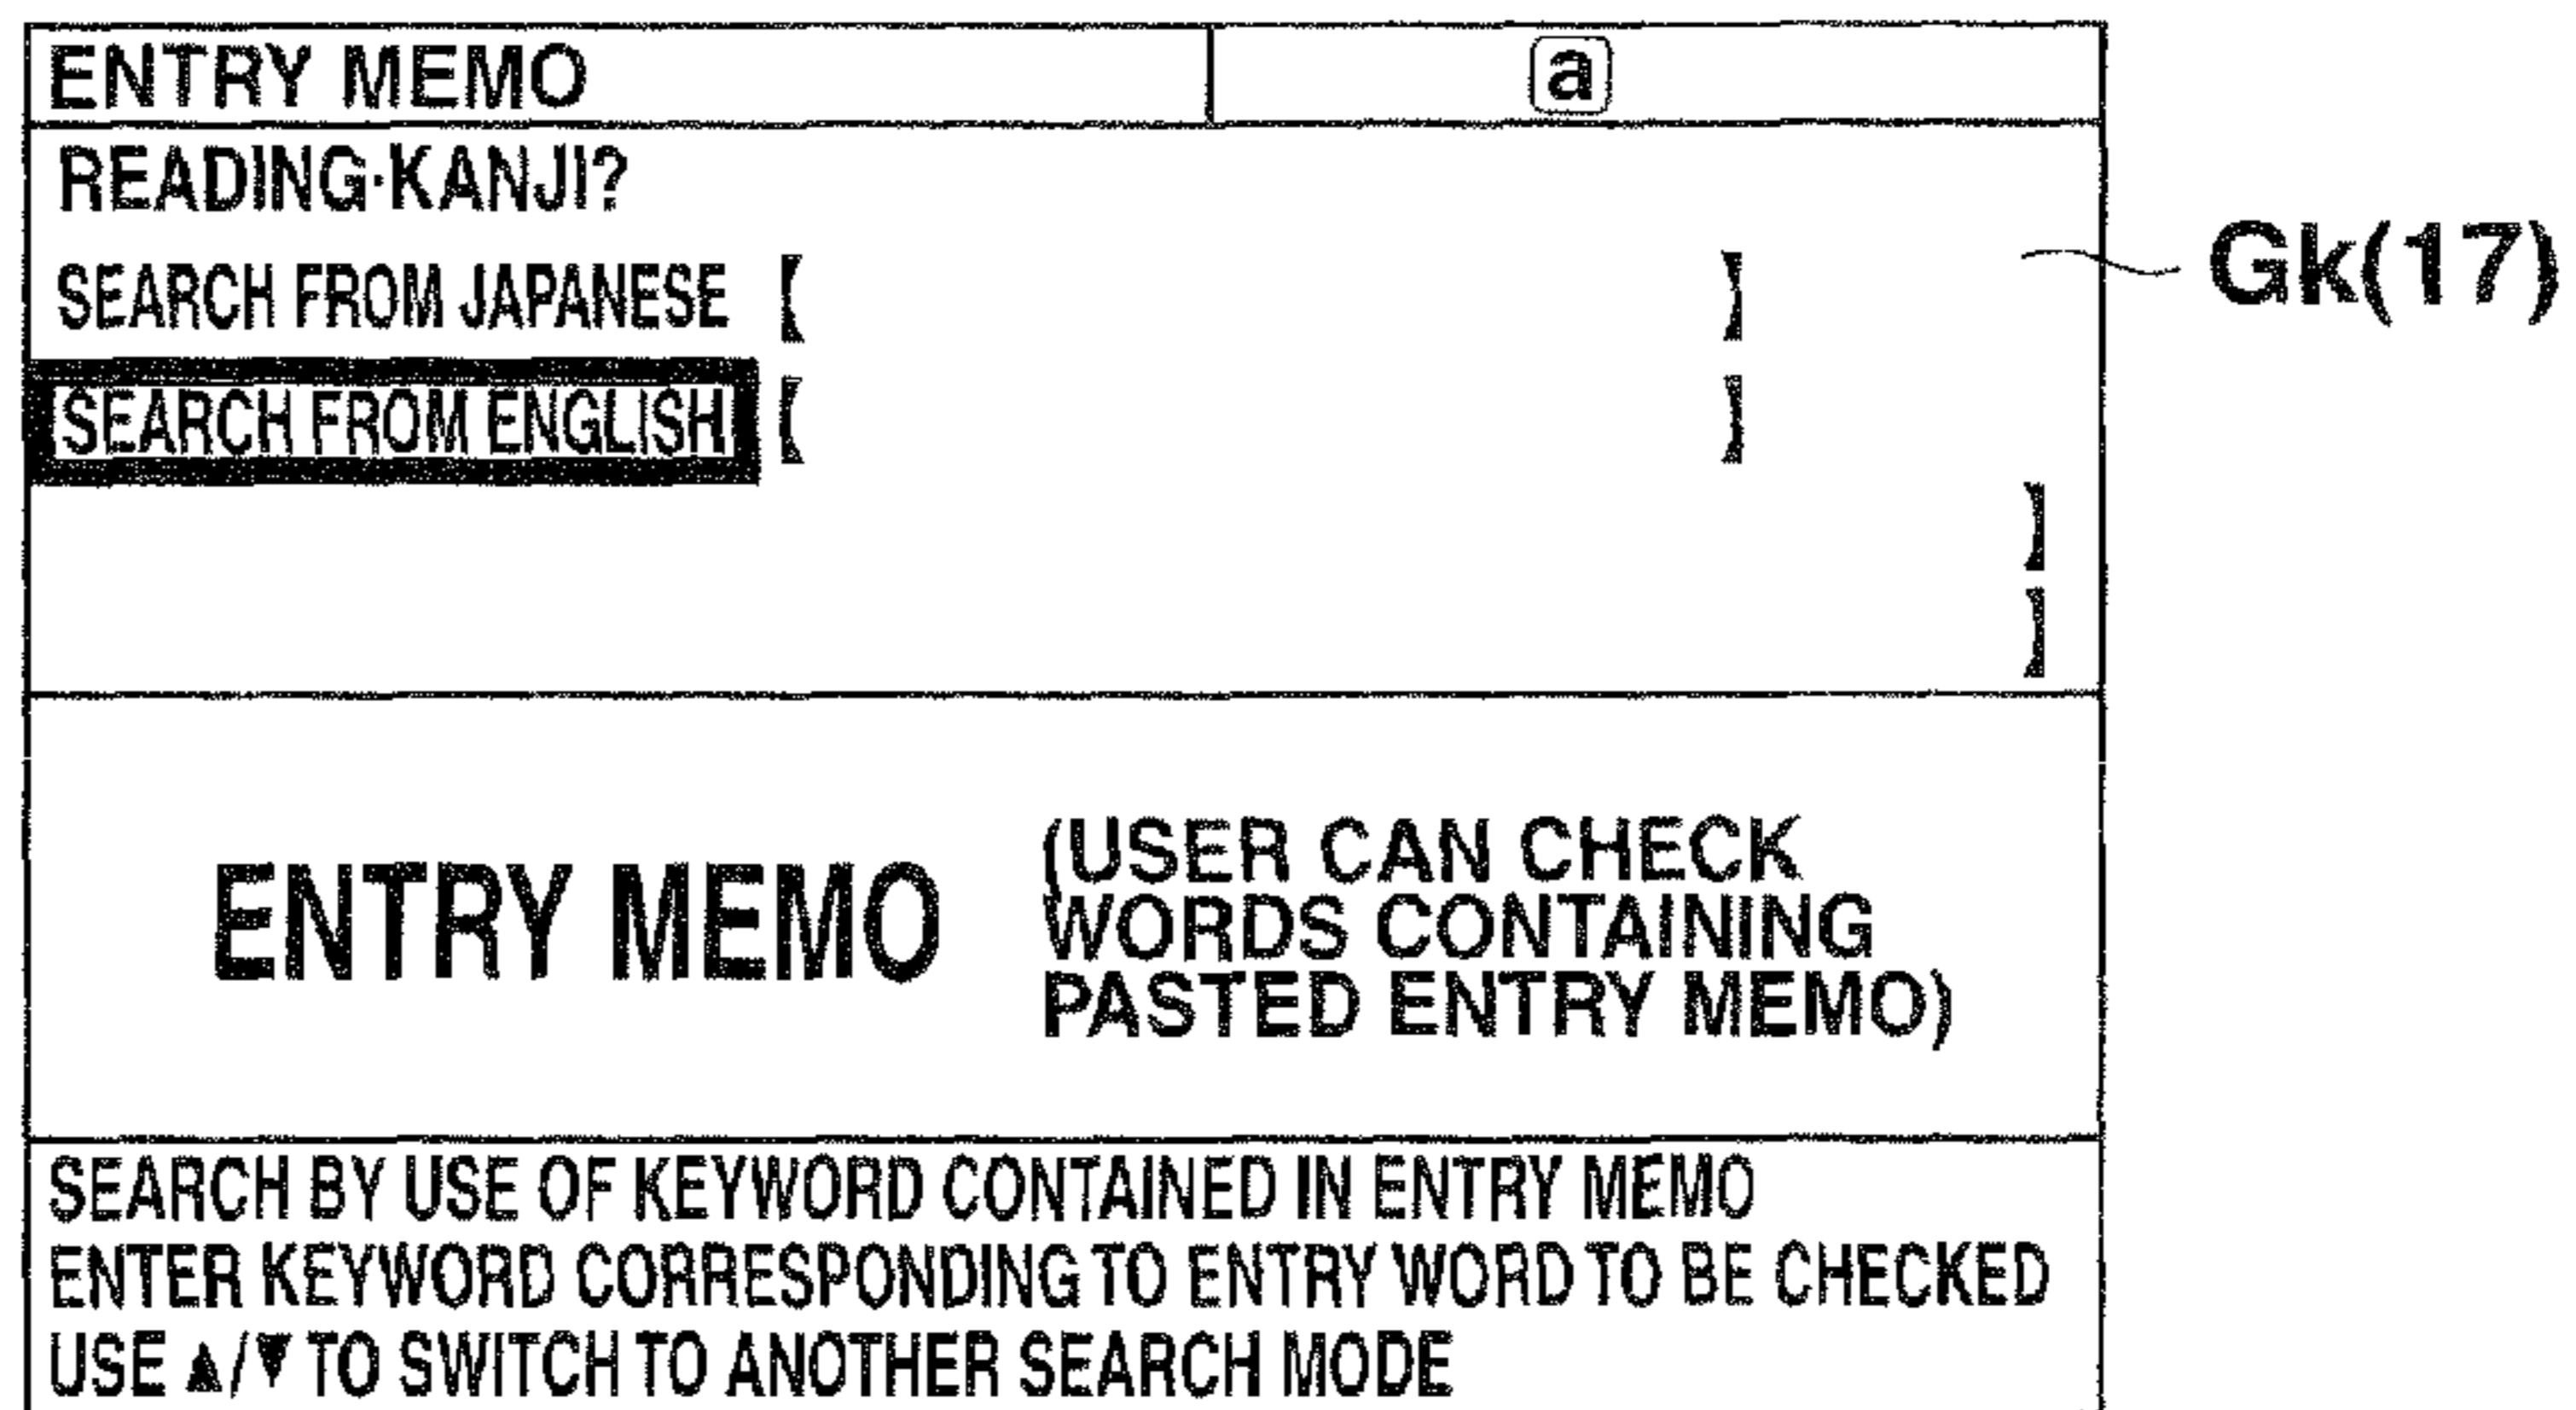 ENTRY MEMO a
READING·KANJI?
SEARCH FROM JAPANESE 【 】
Gk(17)
SEARCH FROM ENGLISH 【 】
】
】
ENTRY MEMO
(USER CAN CHECK
WORDS CONTAINING
PASTED ENTRY MEMO)
SEARCH BY USE OF KEYWORD CONTAINED IN ENTRY MEMO
ENTER KEYWORD CORRESPONDING TO ENTRY WORD TO BE CHECKED
USE ▲/▼ TO SWITCH TO ANOTHER SEARCH MODE